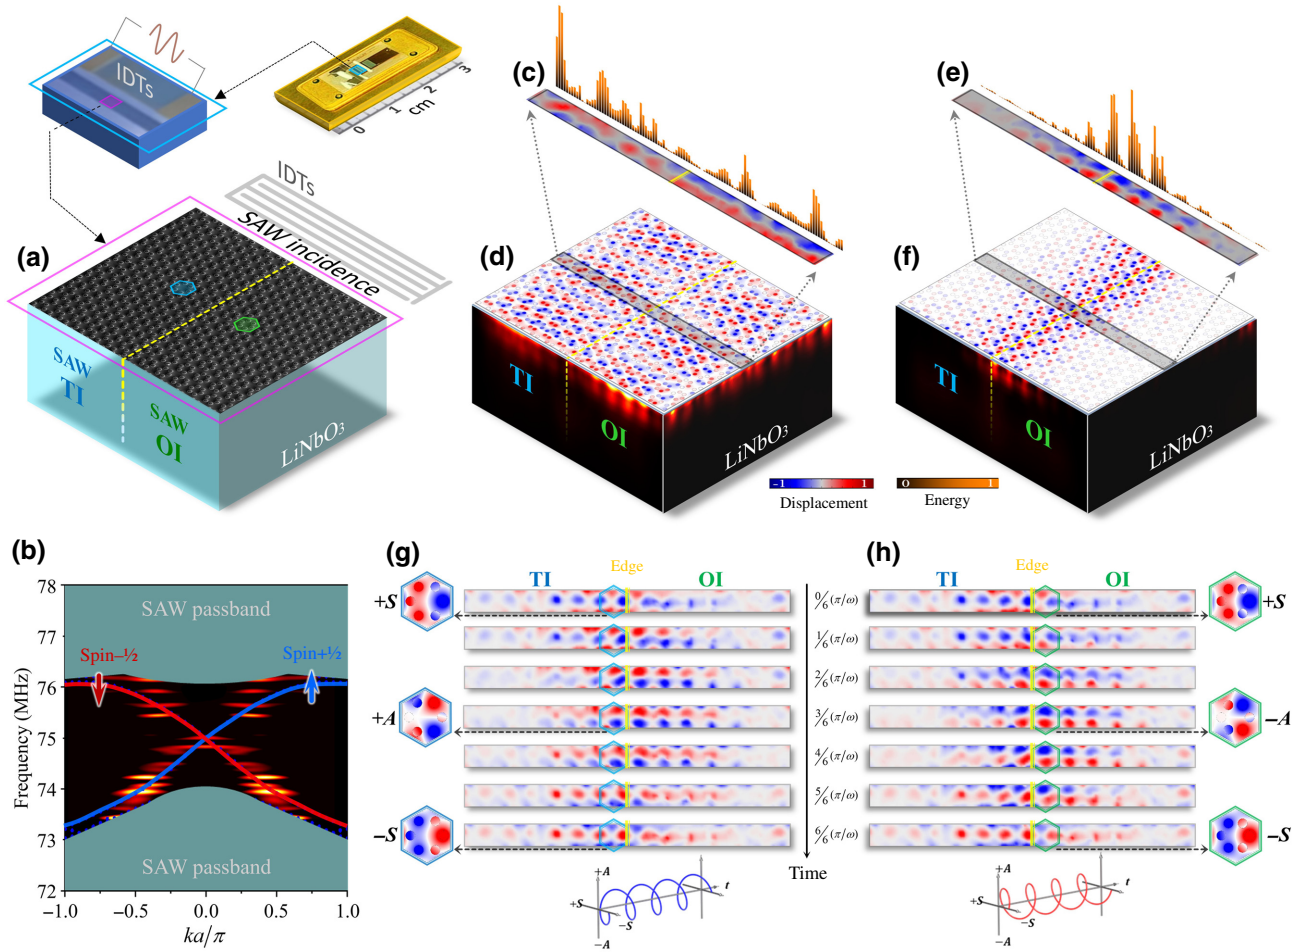 IDTs
0 1 2 3
cm
(a)
IDTs
SAW incidence
SAW
TI
SAW
OI
LiNbO₃
(c)
(d)
TI
OI
LiNbO₃
(e)
(f)
TI
OI
LiNbO₃
−1 1
Displacement
0 1
Energy
(b)
78
77
76
75
74
73
72
Frequency (MHz)
SAW passband
Spin−½
Spin+½
SAW passband
−1.0 −0.5 0.0 0.5 1.0
ka/π
(g)
TI
Edge
OI
+S
+A
−S
0/6(π/ω)
1/6(π/ω)
2/6(π/ω)
3/6(π/ω)
4/6(π/ω)
5/6(π/ω)
6/6(π/ω)
Time
+A
+S
−S
−A
t
(h)
TI
Edge
OI
+S
−A
−S
+A
+S
−S
−A
t